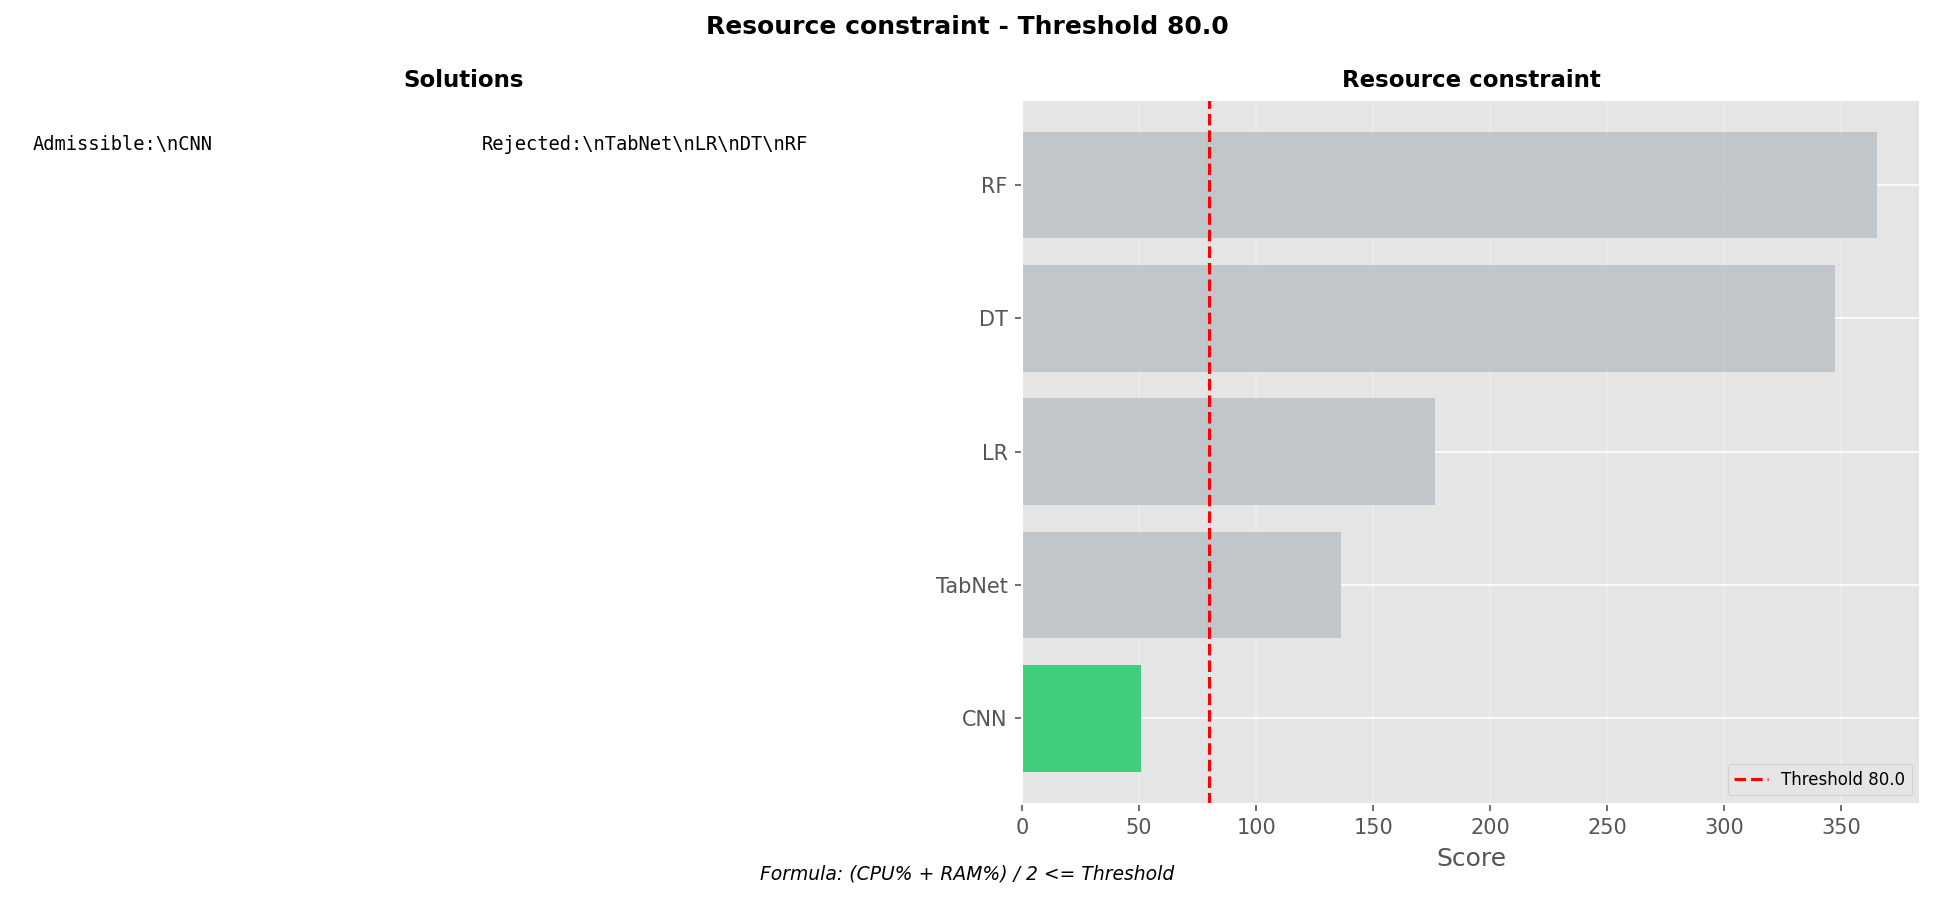 Resource constraint - Threshold 80.0
Solutions
Admissible:\nCNN
Rejected:\nTabNet\nLR\nDT\nRF
Resource constraint
RF
DT
LR
TabNet
CNN
Threshold 80.0
0 50 100 150 200 250 300 350
Score
Formula: (CPU% + RAM%) / 2 <= Threshold